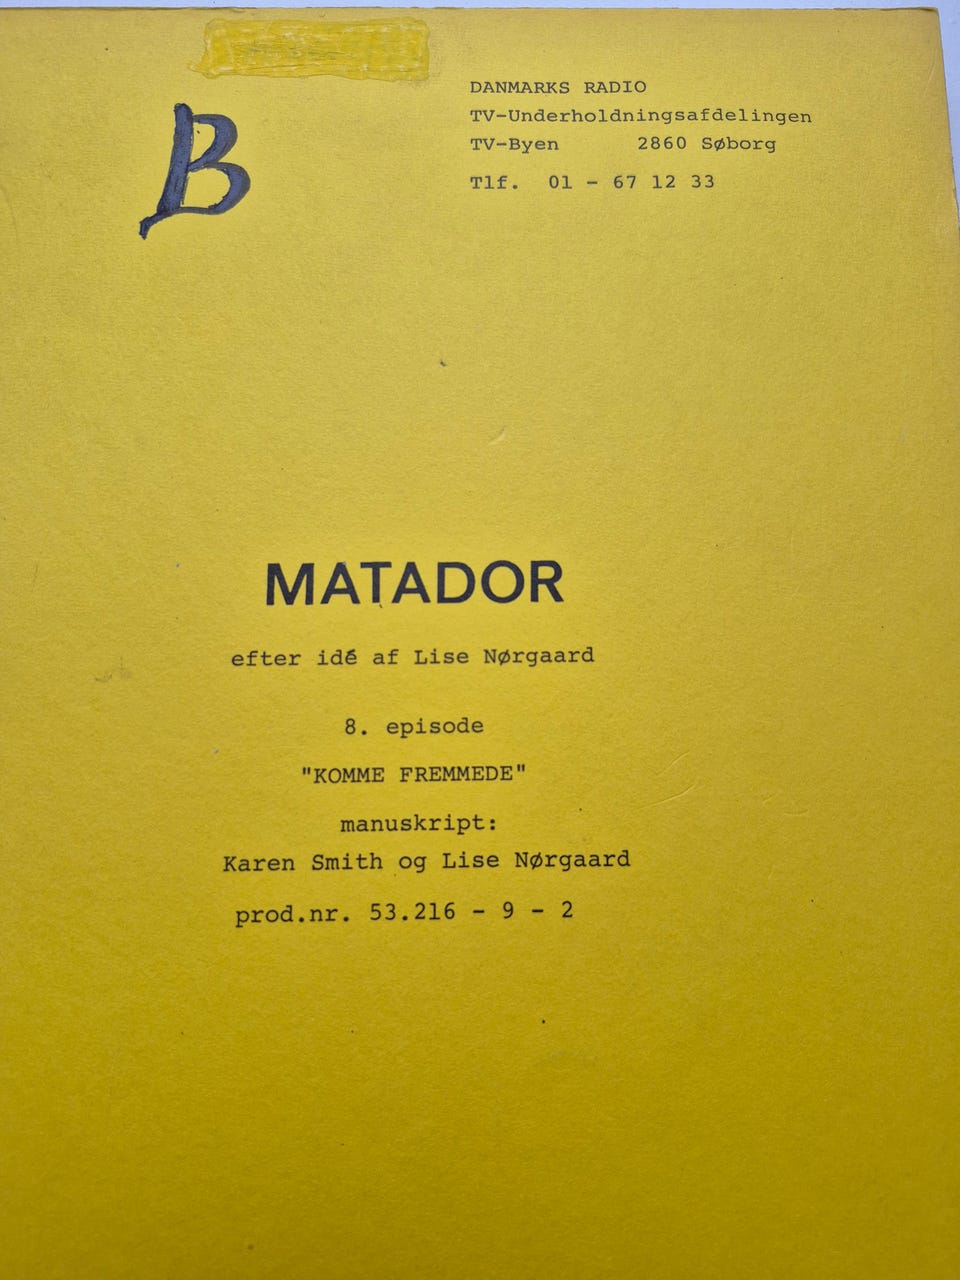 B
DANMARKS RADIO
TV-Underholdningsafdelingen
TV-Byen 2860 Søborg
Tlf. 01 - 67 12 33
MATADOR
efter idé af Lise Nørgaard
8. episode
"KOMME FREMMEDE"
manuskript:
Karen Smith og Lise Nørgaard
prod.nr. 53.216 - 9 - 2